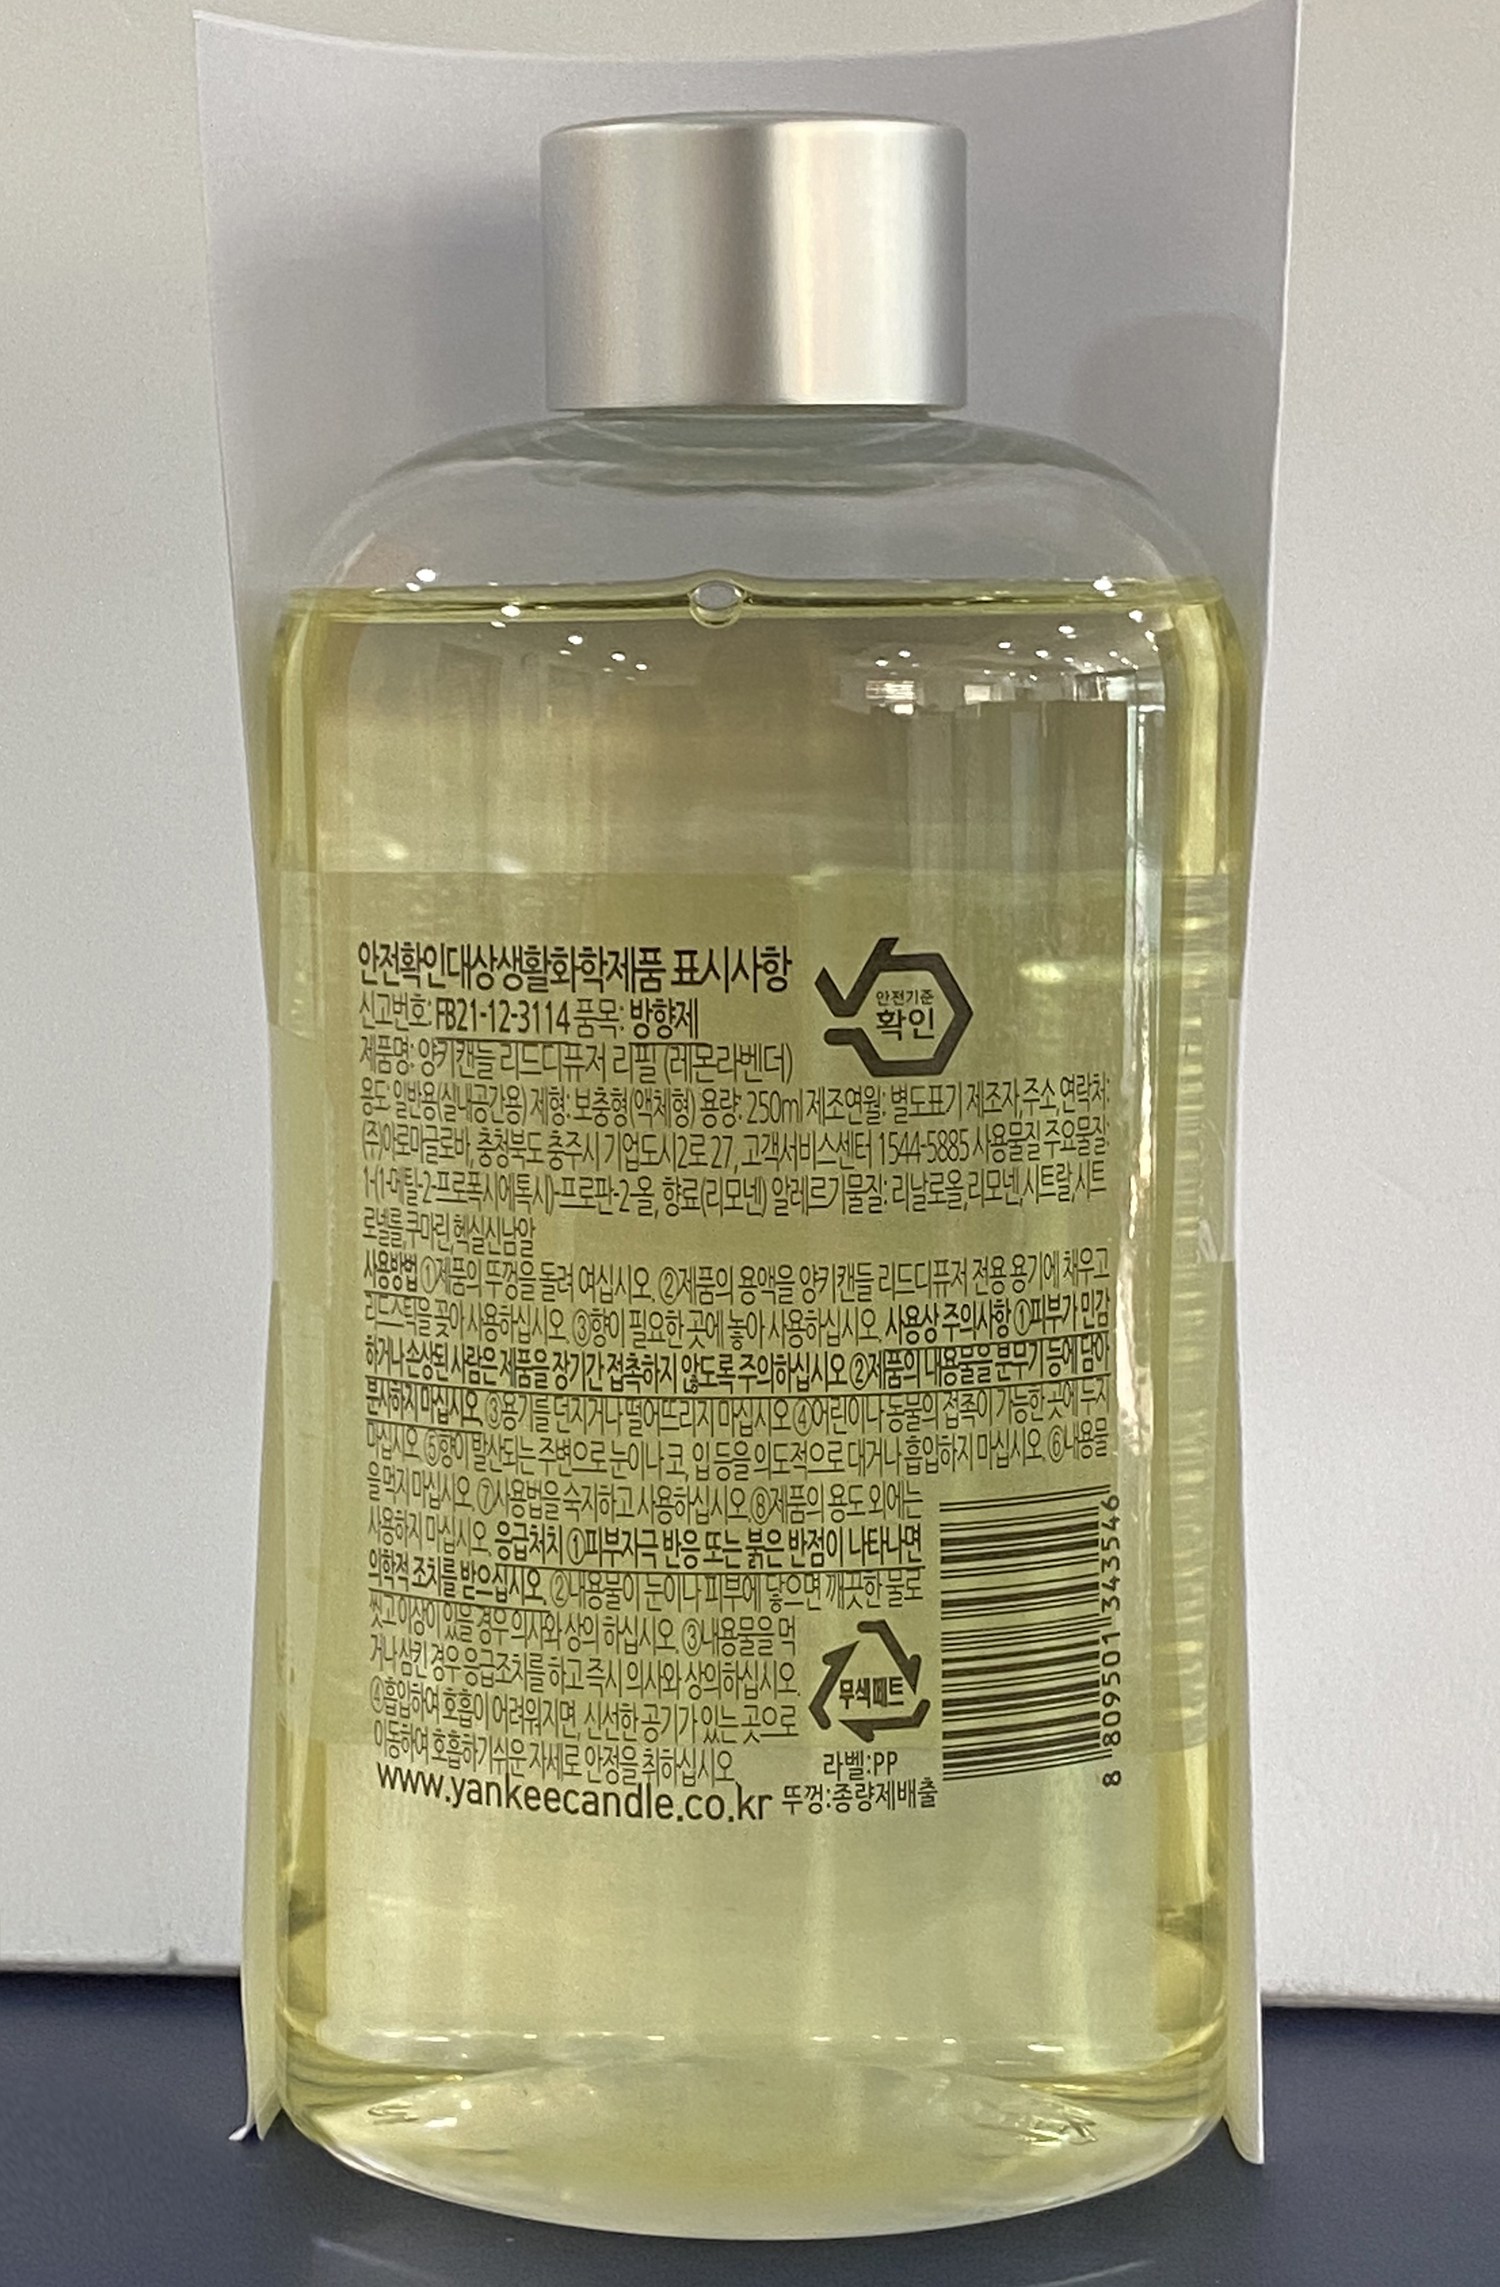 안전확인대상생활화학제품 표시사항
안전기준
확인
신고번호: FB21-12-3114 품목: 방향제
제품명: 양키캔들 리드디퓨저 리필 (레몬라벤더)
용도: 일반용(실내공간용) 제형: 보충형(액체형) 용량: 250ml 제조연월: 별도표기 제조자,주소,연락처:
(주)아로마글로바, 충청북도 충주시 기업도시2로 27, 고객서비스센터 1544-5885 사용물질 주요물질:
1-(1-메틸-2-프로폭시에톡시)-프로판-2-올, 향료(리모넨) 알레르기물질: 리날로올,리모넨,시트랄,시트
로넬롤,쿠마린,헥실신남알
사용방법 ①제품의 뚜껑을 돌려 여십시오. ②제품의 용액을 양키캔들 리드디퓨저 전용 용기에 채우고
리드스틱을 꽂아 사용하십시오. ③향이 필요한 곳에 놓아 사용하십시오. 사용상 주의사항 ①피부가 민감
하거나 손상된 사람은 제품을 장기간 접촉하지 않도록 주의하십시오 ②제품의 내용물을 분무기 등에 담아
분사하지 마십시오. ③용기를 던지거나 떨어뜨리지 마십시오 ④어린이나 동물의 접촉이 가능한 곳에 두지
마십시오. ⑤향이 발산되는 주변으로 눈이나 코, 입 등을 의도적으로 대거나 흡입하지 마십시오. ⑥내용물
을 먹지 마십시오. ⑦사용법을 숙지하고 사용하십시오.⑧제품의 용도 외에는
사용하지 마십시오. 응급처치 ①피부자극 반응 또는 붉은 반점이 나타나면
의학적 조치를 받으십시오. ②내용물이 눈이나 피부에 닿으면 깨끗한 물로
씻고 이상이 있을 경우 의사와 상의 하십시오. ③내용물을 먹
거나 삼킨 경우 응급조치를 하고 즉시 의사와 상의하십시오.
④흡입하여 호흡이 어려워지면, 신선한 공기가 있는 곳으로
이동하여 호흡하기쉬운 자세로 안정을 취하십시오.
www.yankeecandle.co.kr
무색페트
라벨:PP
뚜껑:종량제배출
8 809501 343546